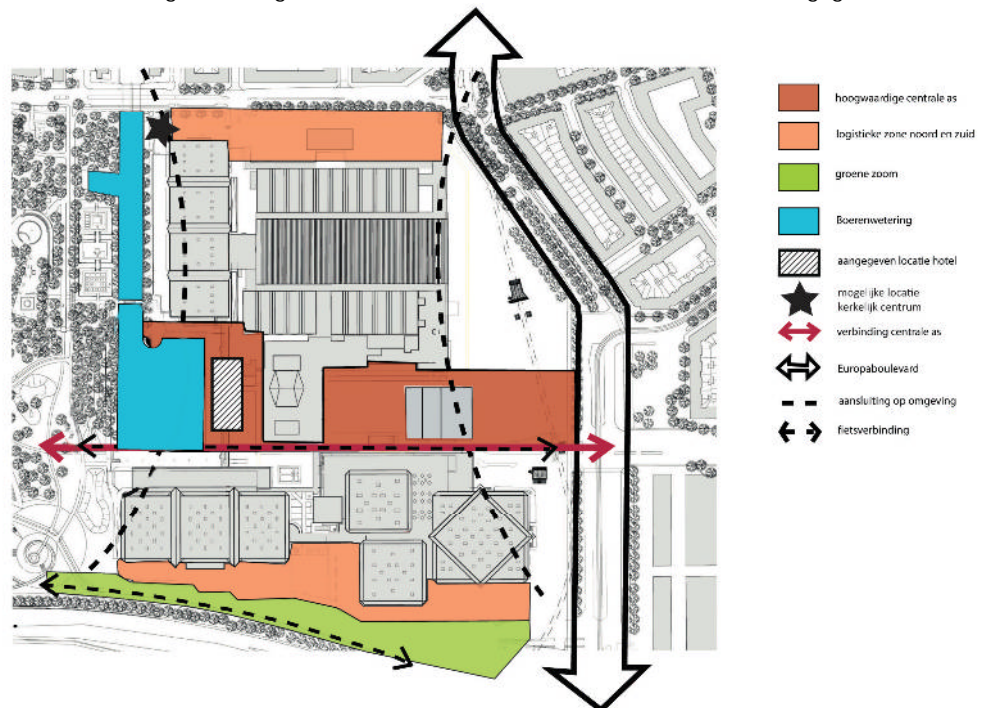 hoogwaardige centrale as
logistieke zone noord en zuid
groene zoom
Boerenwetering
aangegeven locatie hotel
mogelijke locatie
kerkelijk centrum
verbinding centrale as
Europaboulevard
aansluiting op omgeving
fietsverbinding